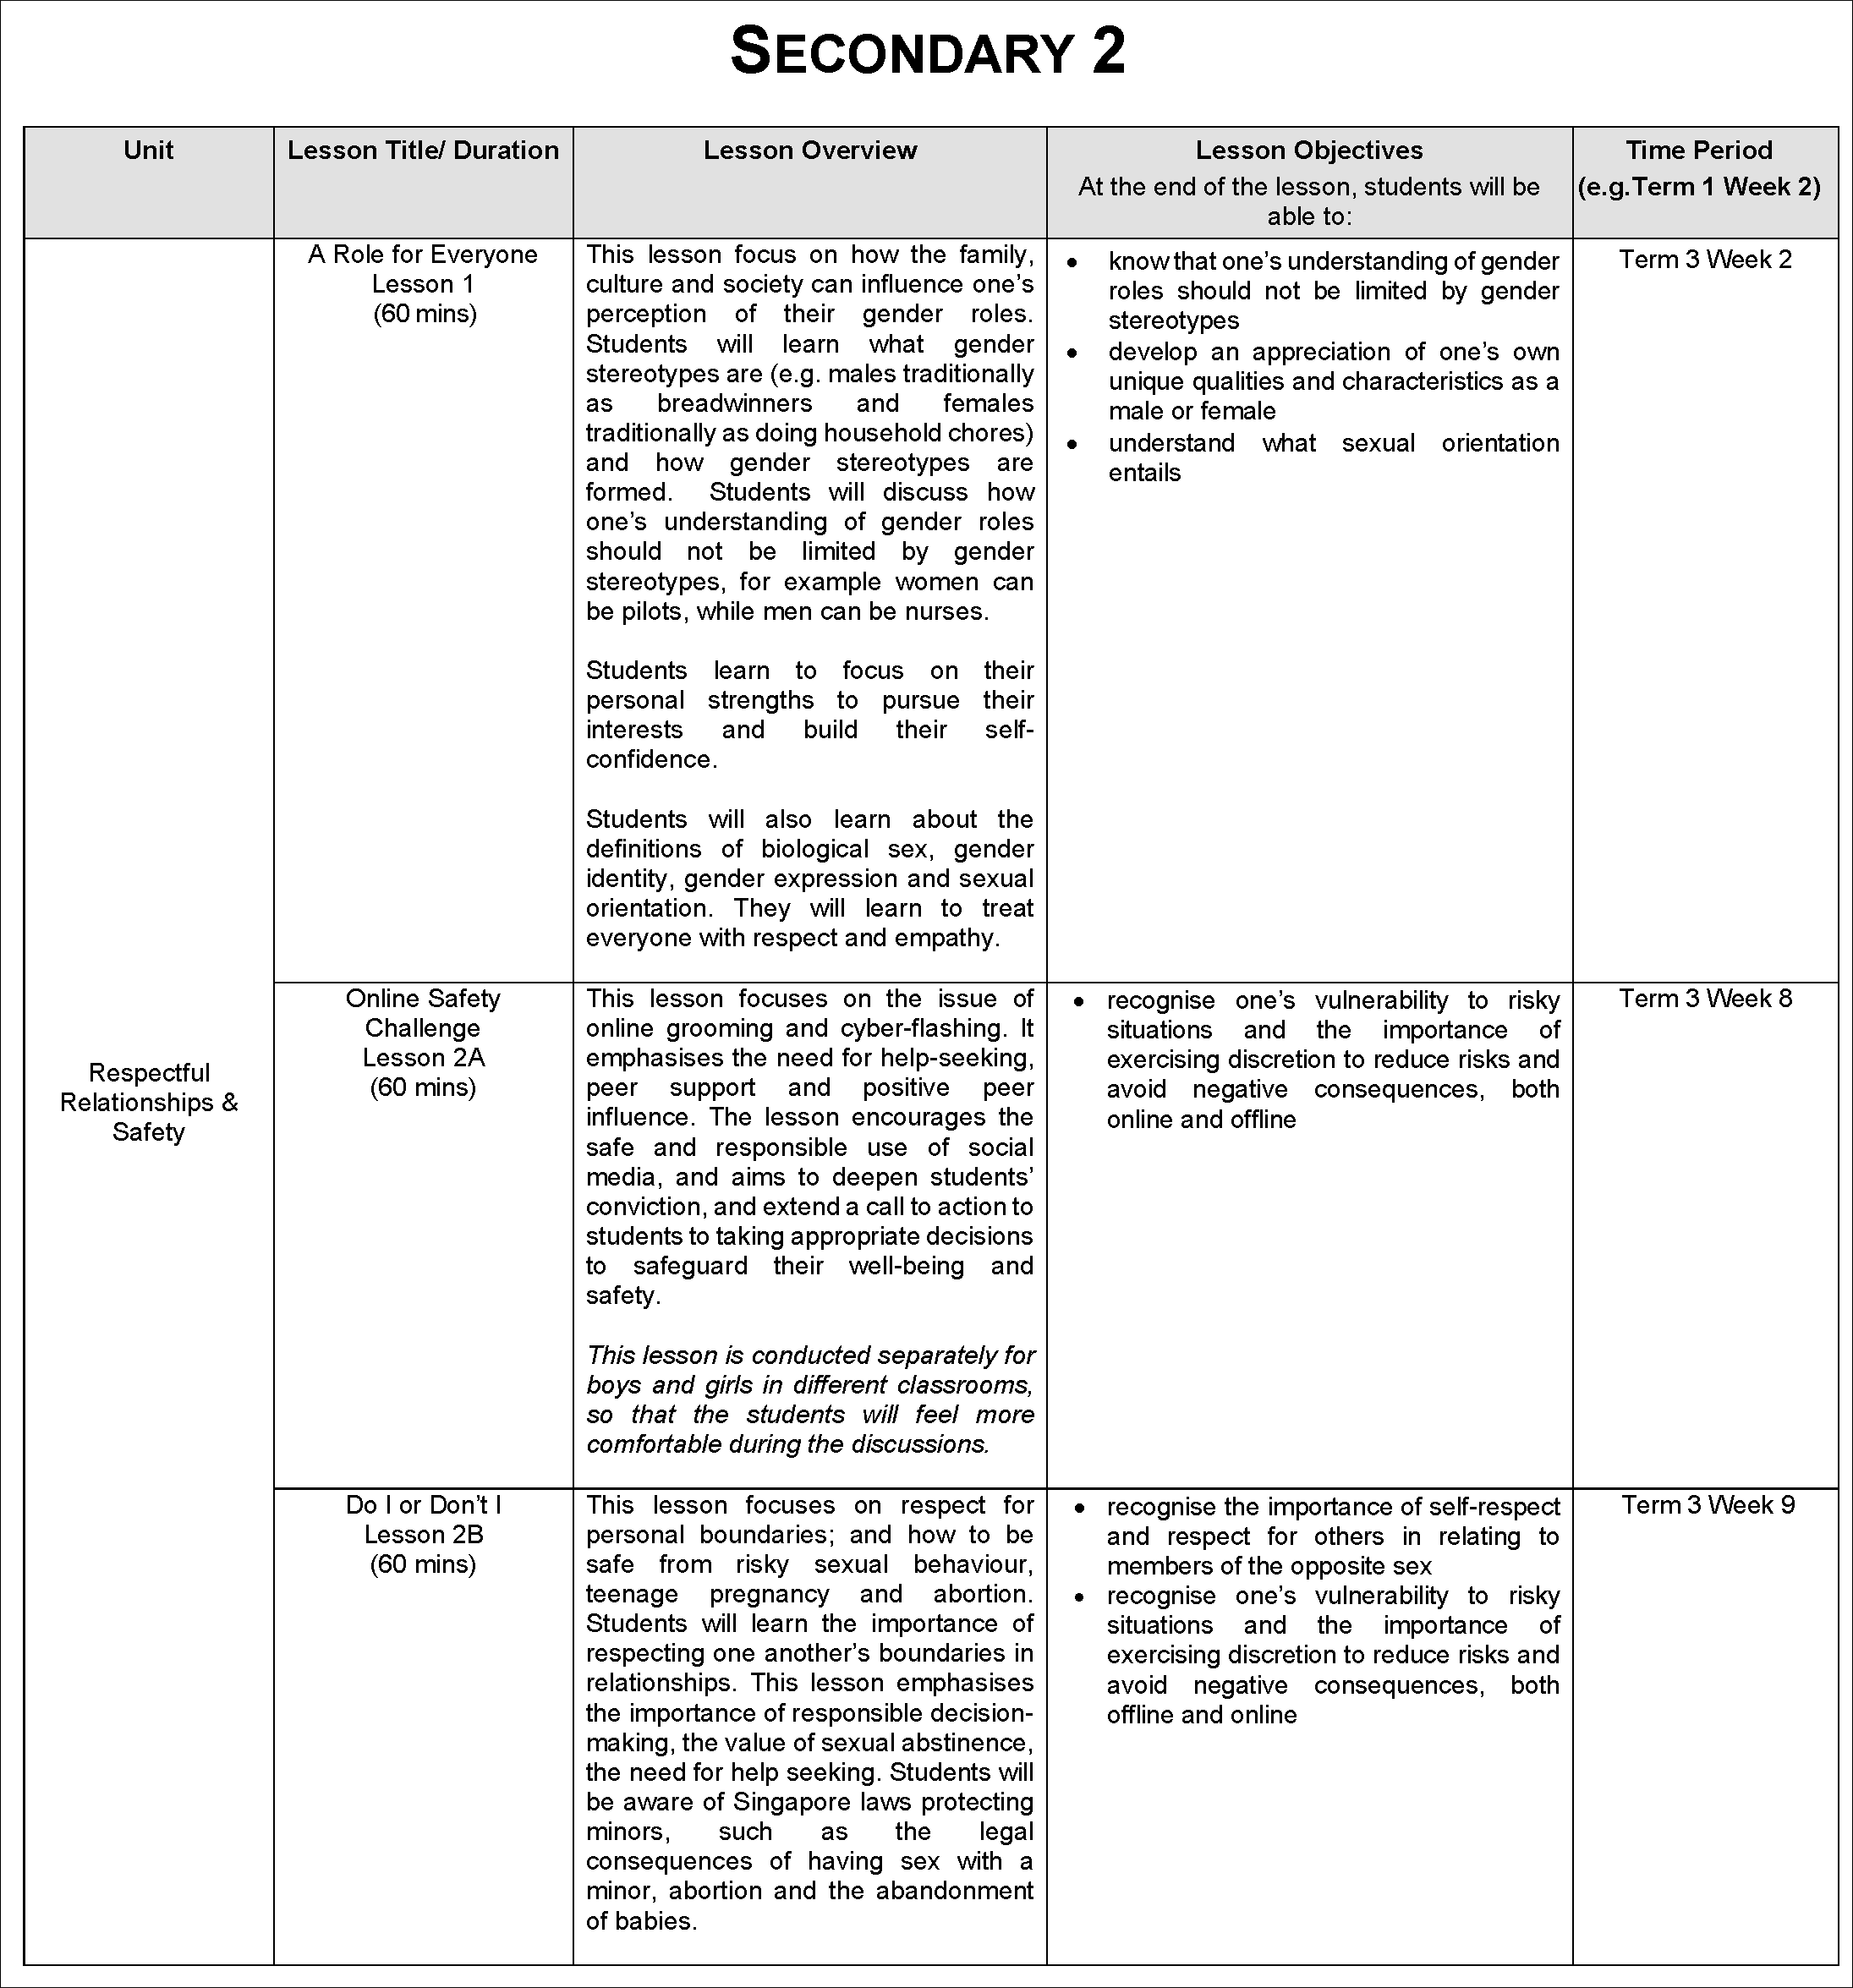 SECONDARY 2
Unit
Lesson Title/ Duration
Lesson Overview
Lesson Objectives
At the end of the lesson, students will be
able to:
Time Period
(e.g.Term 1 Week 2)
Respectful
Relationships &
Safety
A Role for Everyone
Lesson 1
(60 mins)
This lesson focus on how the family,
culture and society can influence one’s
perception of their gender roles.
Students will learn what gender
stereotypes are (e.g. males traditionally
as breadwinners and females
traditionally as doing household chores)
and how gender stereotypes are
formed. Students will discuss how
one’s understanding of gender roles
should not be limited by gender
stereotypes, for example women can
be pilots, while men can be nurses.
Students learn to focus on their
personal strengths to pursue their
interests and build their self-
confidence.
Students will also learn about the
definitions of biological sex, gender
identity, gender expression and sexual
orientation. They will learn to treat
everyone with respect and empathy.
• know that one’s understanding of gender
roles should not be limited by gender
stereotypes
• develop an appreciation of one’s own
unique qualities and characteristics as a
male or female
• understand what sexual orientation
entails
Term 3 Week 2
Online Safety
Challenge
Lesson 2A
(60 mins)
This lesson focuses on the issue of
online grooming and cyber-flashing. It
emphasises the need for help-seeking,
peer support and positive peer
influence. The lesson encourages the
safe and responsible use of social
media, and aims to deepen students’
conviction, and extend a call to action to
students to taking appropriate decisions
to safeguard their well-being and
safety.
This lesson is conducted separately for
boys and girls in different classrooms,
so that the students will feel more
comfortable during the discussions.
• recognise one’s vulnerability to risky
situations and the importance of
exercising discretion to reduce risks and
avoid negative consequences, both
online and offline
Term 3 Week 8
Do I or Don’t I
Lesson 2B
(60 mins)
This lesson focuses on respect for
personal boundaries; and how to be
safe from risky sexual behaviour,
teenage pregnancy and abortion.
Students will learn the importance of
respecting one another’s boundaries in
relationships. This lesson emphasises
the importance of responsible decision-
making, the value of sexual abstinence,
the need for help seeking. Students will
be aware of Singapore laws protecting
minors, such as the legal
consequences of having sex with a
minor, abortion and the abandonment
of babies.
• recognise the importance of self-respect
and respect for others in relating to
members of the opposite sex
• recognise one’s vulnerability to risky
situations and the importance of
exercising discretion to reduce risks and
avoid negative consequences, both
offline and online
Term 3 Week 9